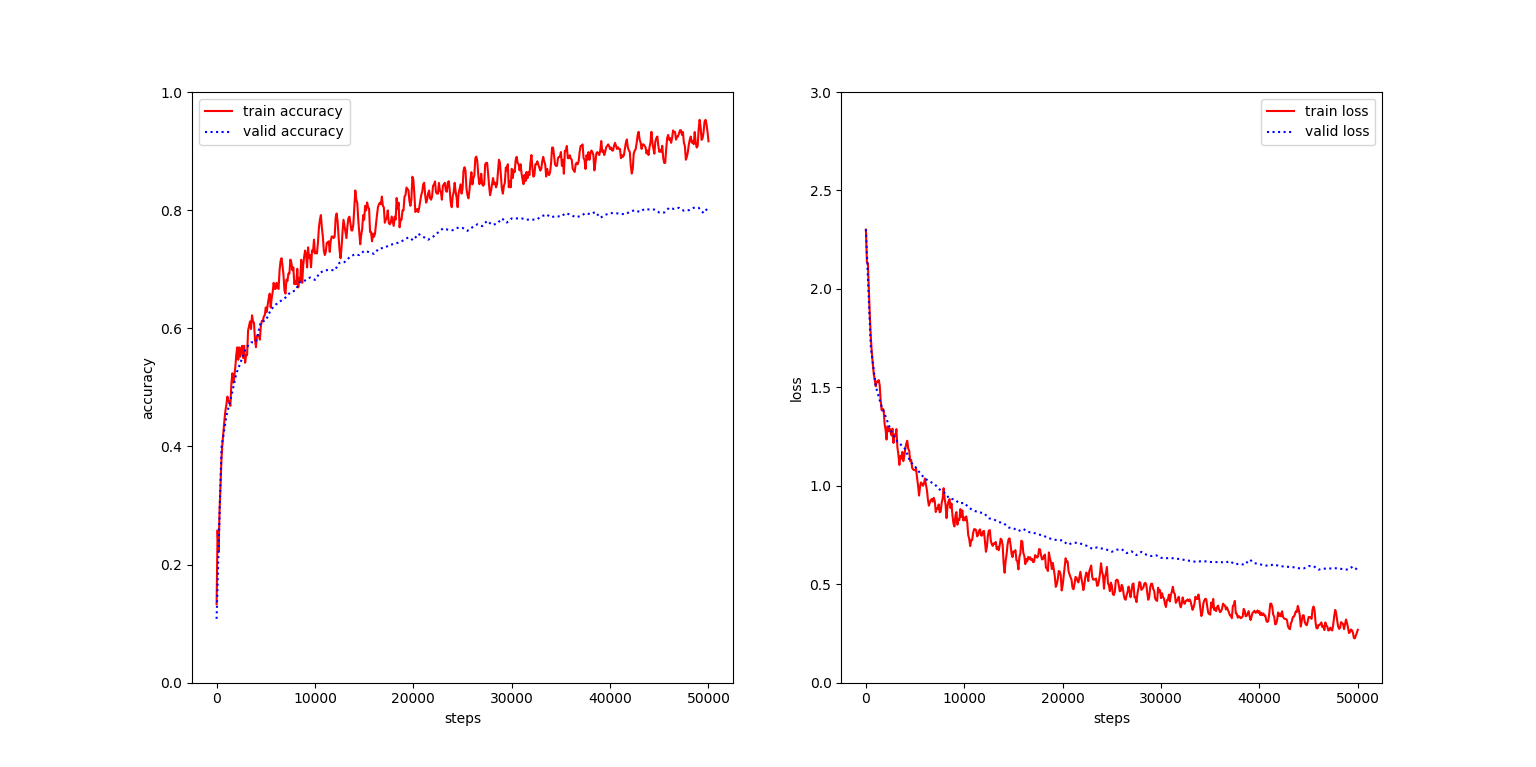 train accuracy
valid accuracy
1.0
0.8
0.6
0.4
0.2
0.0
accuracy
0 10000 20000 30000 40000 50000
steps
train loss
valid loss
3.0
2.5
2.0
1.5
1.0
0.5
0.0
loss
0 10000 20000 30000 40000 50000
steps